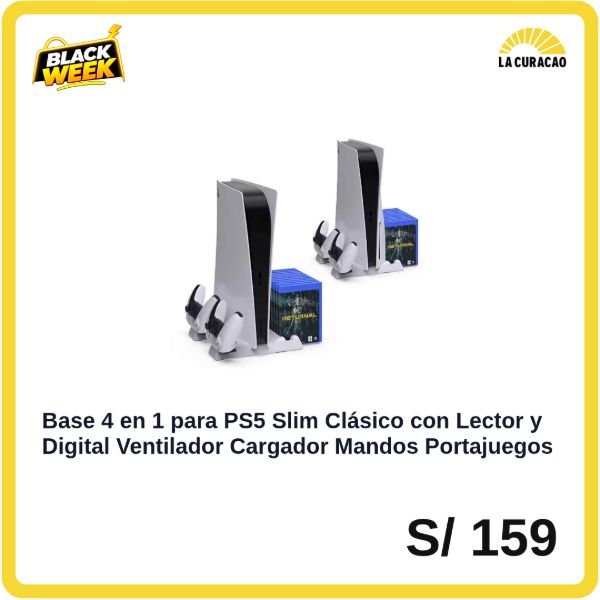 BLACK
WEEK
LA CURACAO
RETURNAL
RETURNAL
Base 4 en 1 para PS5 Slim Clásico con Lector y
Digital Ventilador Cargador Mandos Portajuegos
S/ 159